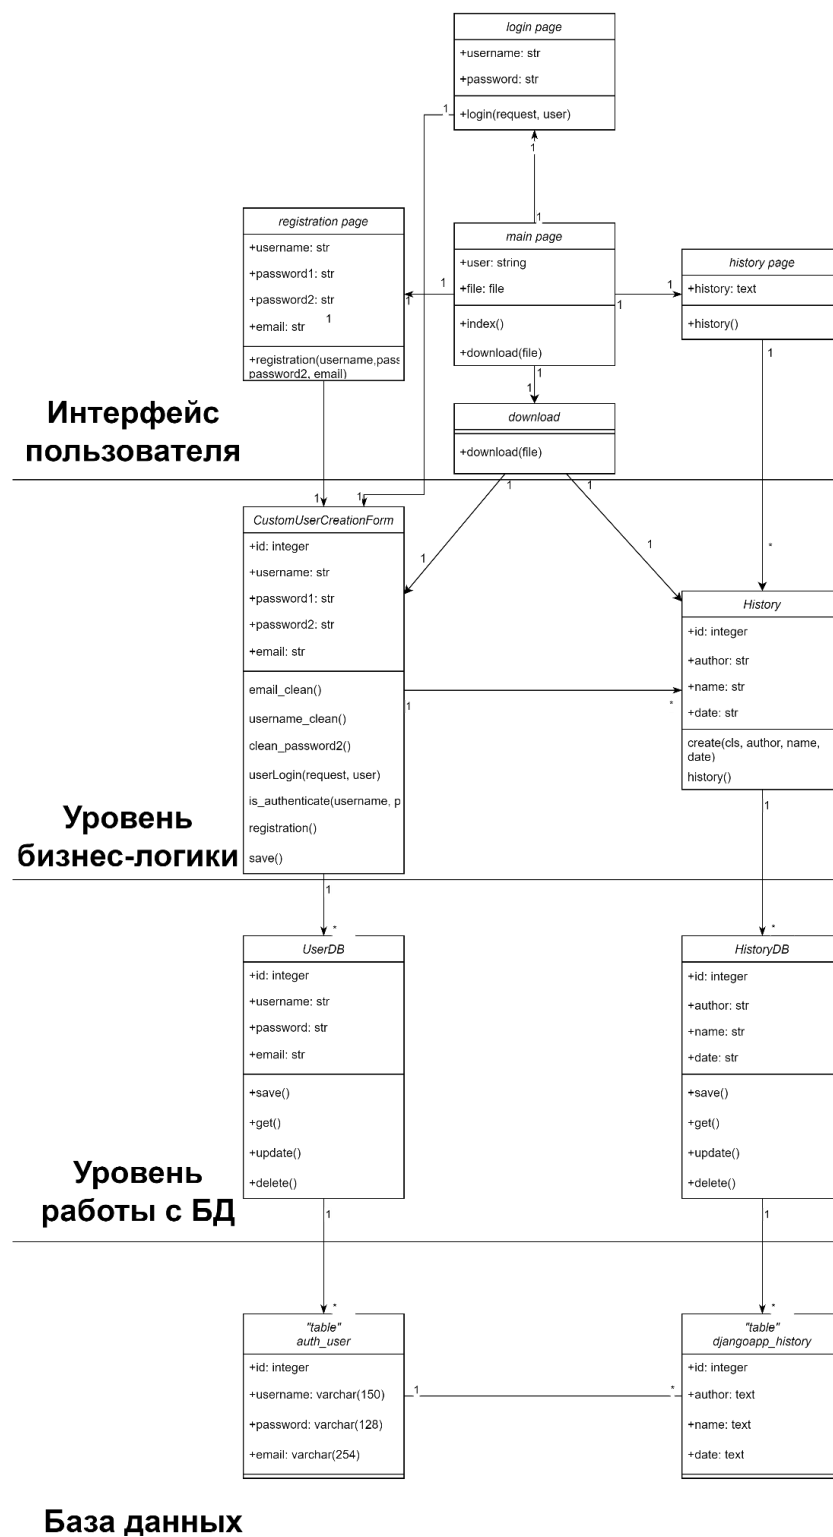 login page
+username: str
+password: str
+login(request, user)
1
1
1
registration page
+username: str
+password1: str
+password2: str
+email: str
1
+registration(username,pass
password2, email)
main page
+user: string
+file: file
+index()
+download(file)
1
1
1
1
history page
+history: text
+history()
1
1
1
download
+download(file)
Интерфейс
пользователя
1
1
1
1
1
1
*
CustomUserCreationForm
+id: integer
+username: str
+password1: str
+password2: str
+email: str
email_clean()
username_clean()
clean_password2()
userLogin(request, user)
is_authenticate(username, p
registration()
save()
1
*
History
+id: integer
+author: str
+name: str
+date: str
create(cls, author, name,
date)
history()
Уровень
бизнес-логики
1
1
*
*
UserDB
+id: integer
+username: str
+password: str
+email: str
+save()
+get()
+update()
+delete()
HistoryDB
+id: integer
+author: str
+name: str
+date: str
+save()
+get()
+update()
+delete()
Уровень
работы с БД
1
1
*
*
"table"
auth_user
+id: integer
+username: varchar(150)
+password: varchar(128)
+email: varchar(254)
1
*
"table"
djangoapp_history
+id: integer
+author: text
+name: text
+date: text
База данных